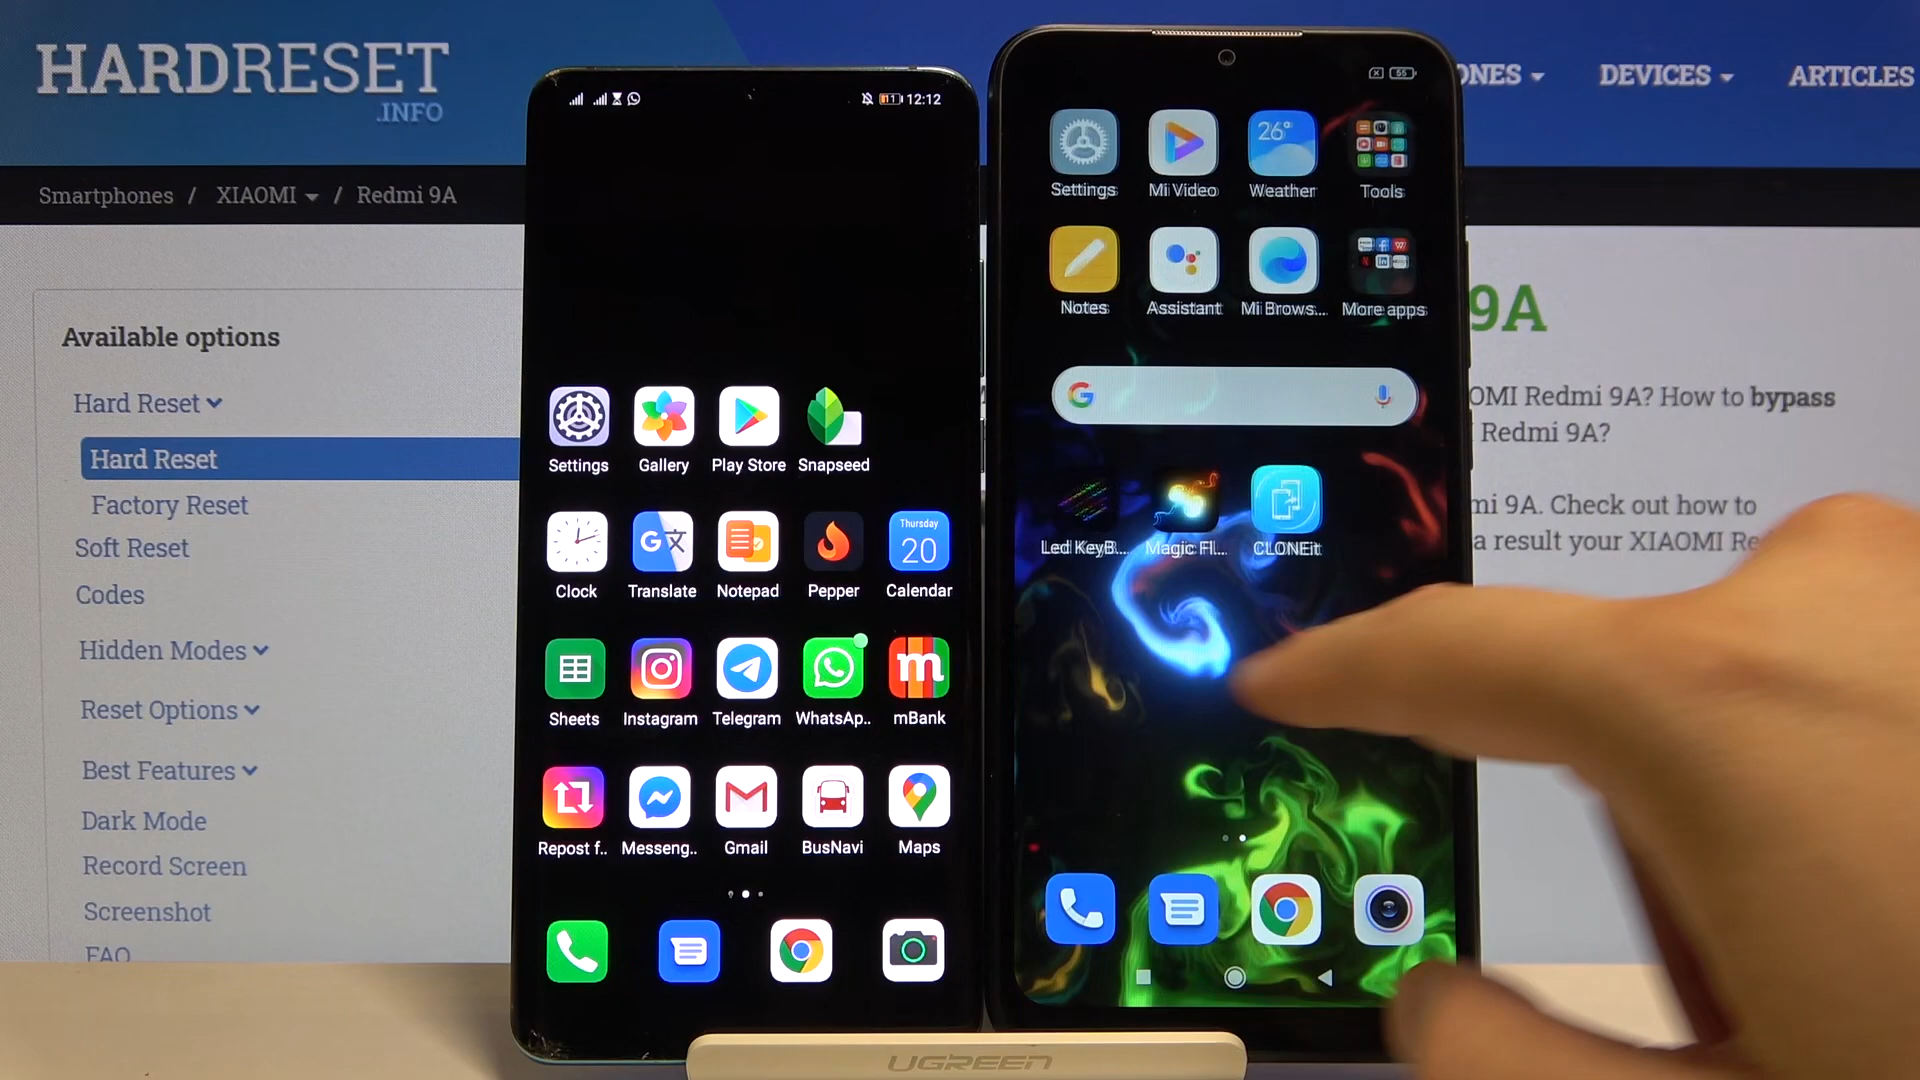 HARDRESET
.INFO
ONES
DEVICES
ARTICLES
Smartphones / XIAOMI / Redmi 9A
Available options
Hard Reset
Hard Reset
Factory Reset
Soft Reset
Codes
Hidden Modes
Reset Options
Best Features
Dark Mode
Record Screen
Screenshot
FAQ
11 12:12
Settings Gallery Play Store Snapseed
Thursday
20
Clock Translate Notepad Pepper Calendar
m
Sheets Instagram Telegram WhatsAp.. mBank
Repost f.. Messeng.. Gmail BusNavi Maps
55
26°
Settings Mi Video Weather Tools
Notes Assistant Mi Brows... More apps
G
Led KeyB... Magic Fl... CLONEit
9A
OMI Redmi 9A? How to bypass
Redmi 9A?
mi 9A. Check out how to
a result your XIAOMI Re
UGREEN